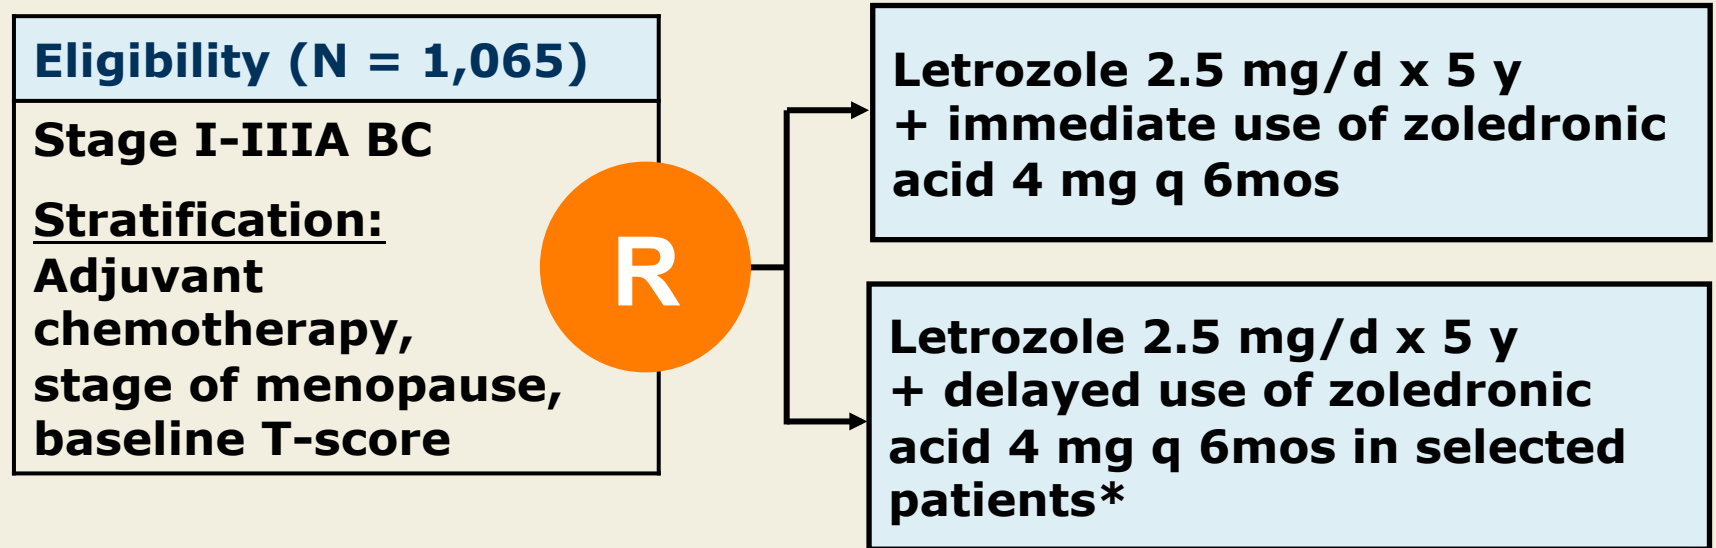 Eligibility (N = 1,065)
Stage I-IIIA BC
Stratification:
Adjuvant
chemotherapy,
stage of menopause,
baseline T-score
R
Letrozole 2.5 mg/d x 5 y
+ immediate use of zoledronic
acid 4 mg q 6mos
Letrozole 2.5 mg/d x 5 y
+ delayed use of zoledronic
acid 4 mg q 6mos in selected
patients*